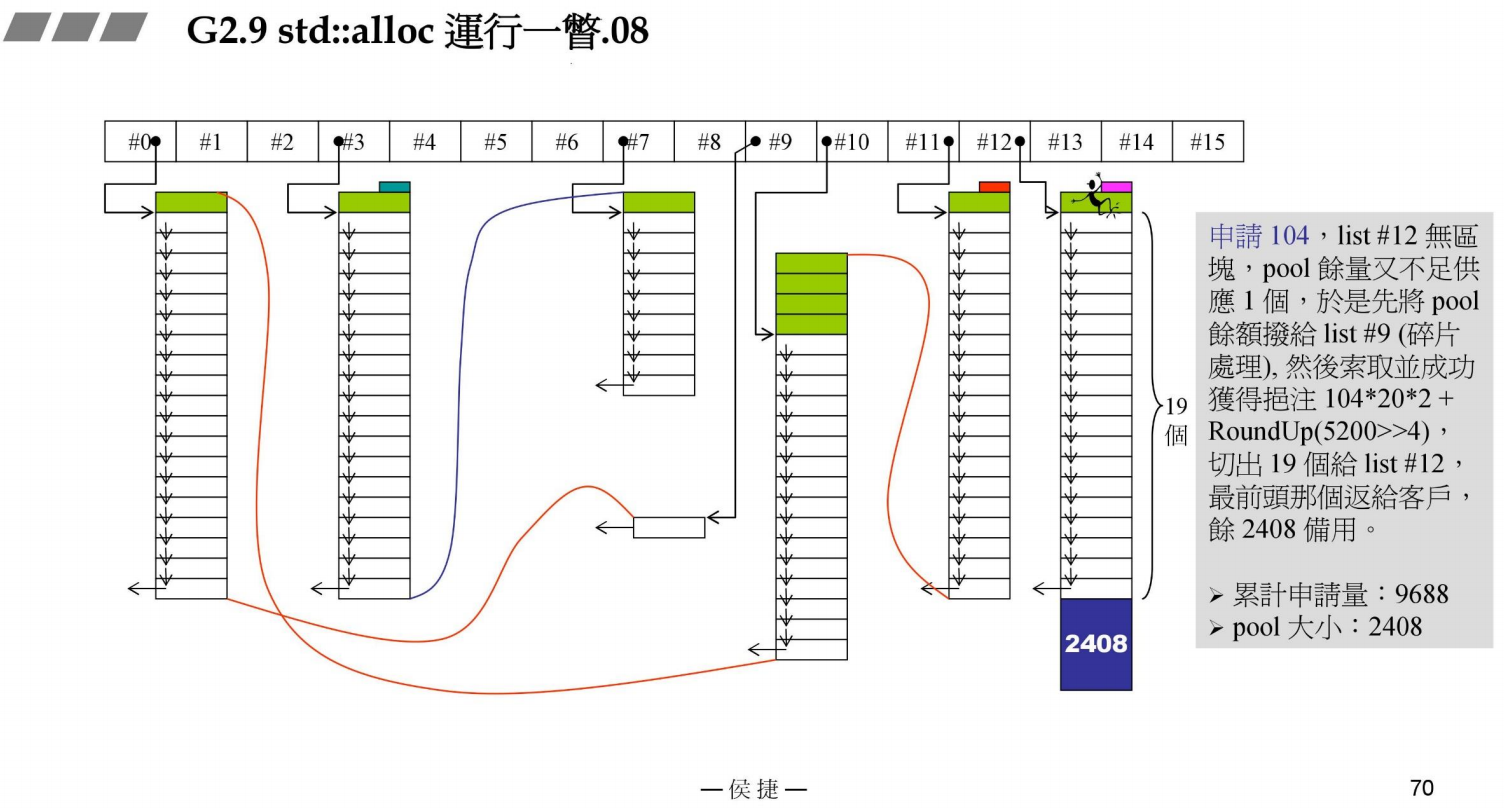 G2.9 std::alloc 運行一瞥.08
#0 #1 #2 #3 #4 #5 #6 #7 #8 #9 #10 #11 #12 #13 #14 #15
申請 104，list #12 無區
塊，pool 餘量又不足供
應 1 個，於是先將 pool
餘額撥給 list #9 (碎片
處理), 然後索取並成功
獲得挹注 104*20*2 +
RoundUp(5200>>4)，
切出 19 個給 list #12，
最前頭那個返給客戶，
餘 2408 備用。
➢ 累計申請量：9688
➢ pool 大小：2408
19
個
2408
— 侯 捷 —
70